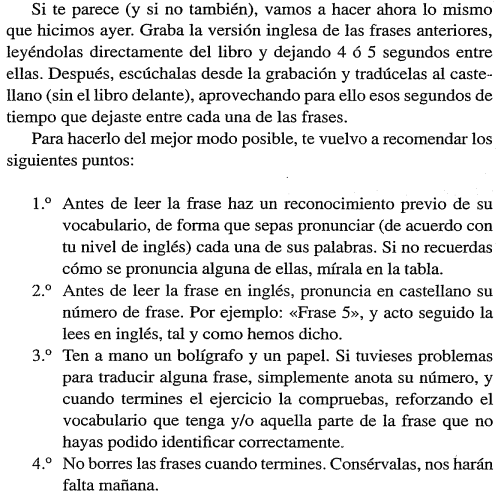 Si te parece (y si no también), vamos a hacer ahora lo mismo
que hicimos ayer. Graba la versión inglesa de las frases anteriores,
leyéndolas directamente del libro y dejando 4 ó 5 segundos entre
ellas. Después, escúchalas desde la grabación y tradúcelas al caste-
llano (sin el libro delante), aprovechando para ello esos segundos de
tiempo que dejaste entre cada una de las frases.
Para hacerlo del mejor modo posible, te vuelvo a recomendar los
siguientes puntos:
1.º Antes de leer la frase haz un reconocimiento previo de su
vocabulario, de forma que sepas pronunciar (de acuerdo con
tu nivel de inglés) cada una de sus palabras. Si no recuerdas
cómo se pronuncia alguna de ellas, mírala en la tabla.
2.º Antes de leer la frase en inglés, pronuncia en castellano su
número de frase. Por ejemplo: «Frase 5», y acto seguido la
lees en inglés, tal y como hemos dicho.
3.º Ten a mano un bolígrafo y un papel. Si tuvieses problemas
para traducir alguna frase, simplemente anota su número, y
cuando termines el ejercicio la compruebas, reforzando el
vocabulario que tenga y/o aquella parte de la frase que no
hayas podido identificar correctamente.
4.º No borres las frases cuando termines. Consérvalas, nos harán
falta mañana.